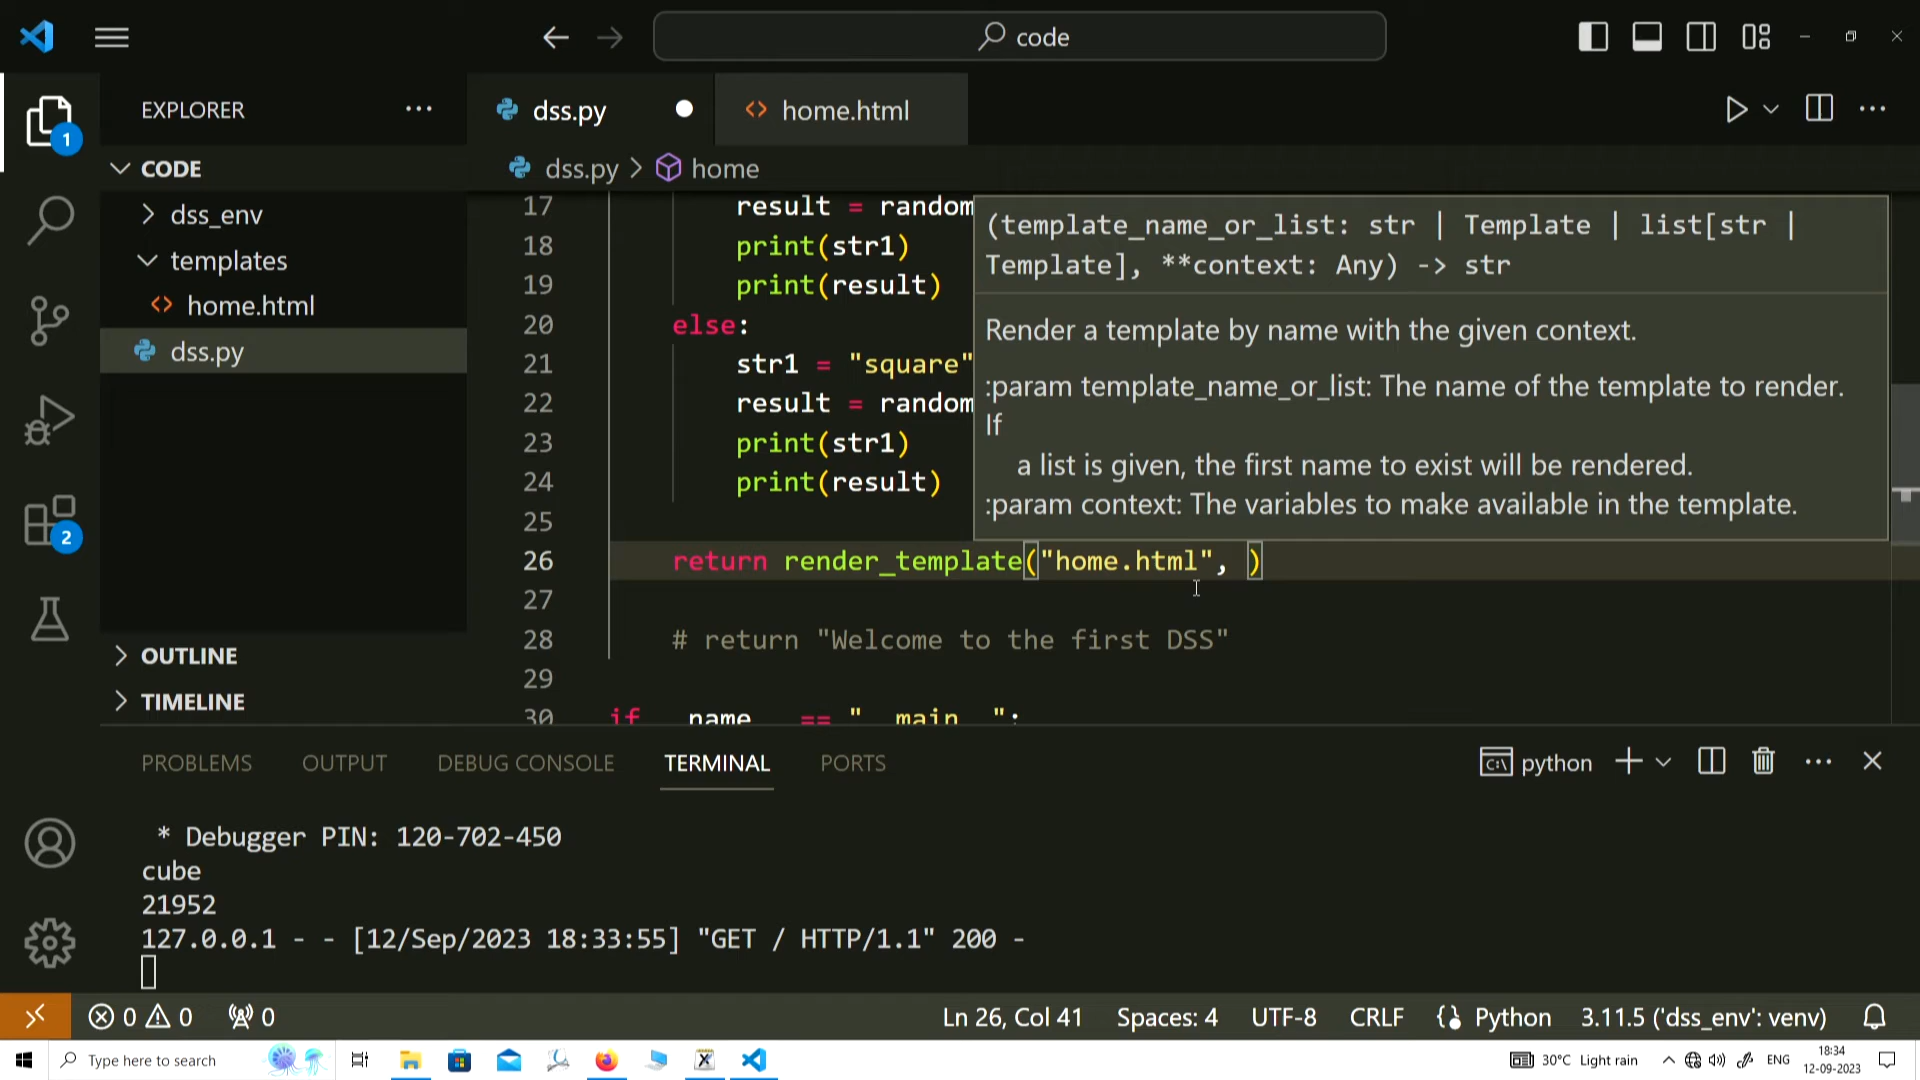 code
EXPLORER
dss.py
home.html
1
CODE
dss.py
home
dss_env
templates
home.html
dss.py
2
OUTLINE
TIMELINE
17 result = random
18 print(str1)
19 print(result)
20 else:
21 str1 = "square"
22 result = random
23 print(str1)
24 print(result)
25
26 return render_template("home.html", )
27
28 # return "Welcome to the first DSS"
29
30 if __name__ == "__main__":
(template_name_or_list: str | Template | list[str |
Template], **context: Any) -> str
Render a template by name with the given context.
:param template_name_or_list: The name of the template to render.
If
a list is given, the first name to exist will be rendered.
:param context: The variables to make available in the template.
PROBLEMS OUTPUT DEBUG CONSOLE TERMINAL PORTS
python
* Debugger PIN: 120-702-450
cube
21952
127.0.0.1 - - [12/Sep/2023 18:33:55] "GET / HTTP/1.1" 200 -
0 0 0
Ln 26, Col 41 Spaces: 4 UTF-8 CRLF Python 3.11.5 ('dss_env': venv)
Type here to search
30°C Light rain
ENG
18:34
12-09-2023